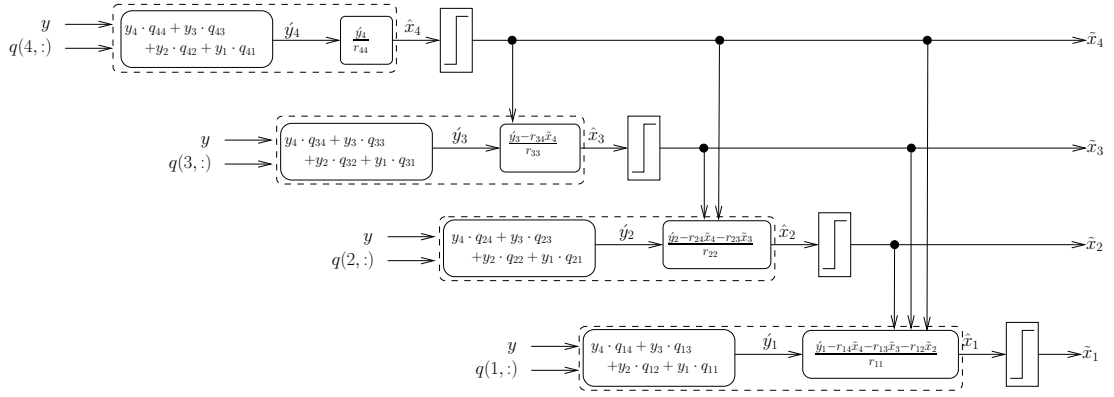 y
q(4,:)
y₄ · q₄₄ + y₃ · q₄₃
+y₂ · q₄₂ + y₁ · q₄₁
ý₄
ý₄
r₄₄
x̂₄
x̃₄
y
q(3,:)
y₄ · q₃₄ + y₃ · q₃₃
+y₂ · q₃₂ + y₁ · q₃₁
ý₃
ý₃−r₃₄x̃₄
r₃₃
x̂₃
x̃₃
y
q(2,:)
y₄ · q₂₄ + y₃ · q₂₃
+y₂ · q₂₂ + y₁ · q₂₁
ý₂
ý₂−r₂₄x̃₄−r₂₃x̃₃
r₂₂
x̂₂
x̃₂
y
q(1,:)
y₄ · q₁₄ + y₃ · q₁₃
+y₂ · q₁₂ + y₁ · q₁₁
ý₁
ý₁−r₁₄x̃₄−r₁₃x̃₃−r₁₂x̃₂
r₁₁
x̂₁
x̃₁